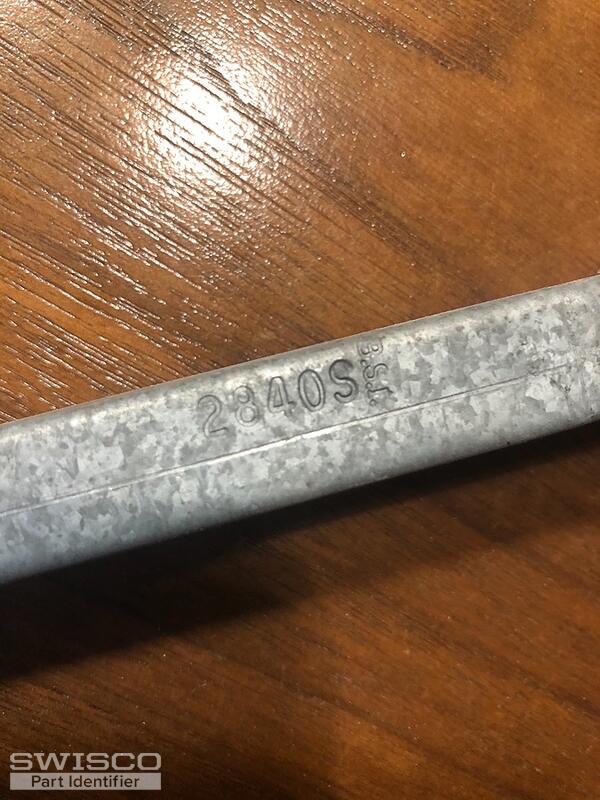 2840S
B.S.I.
SWISCO
Part Identifier